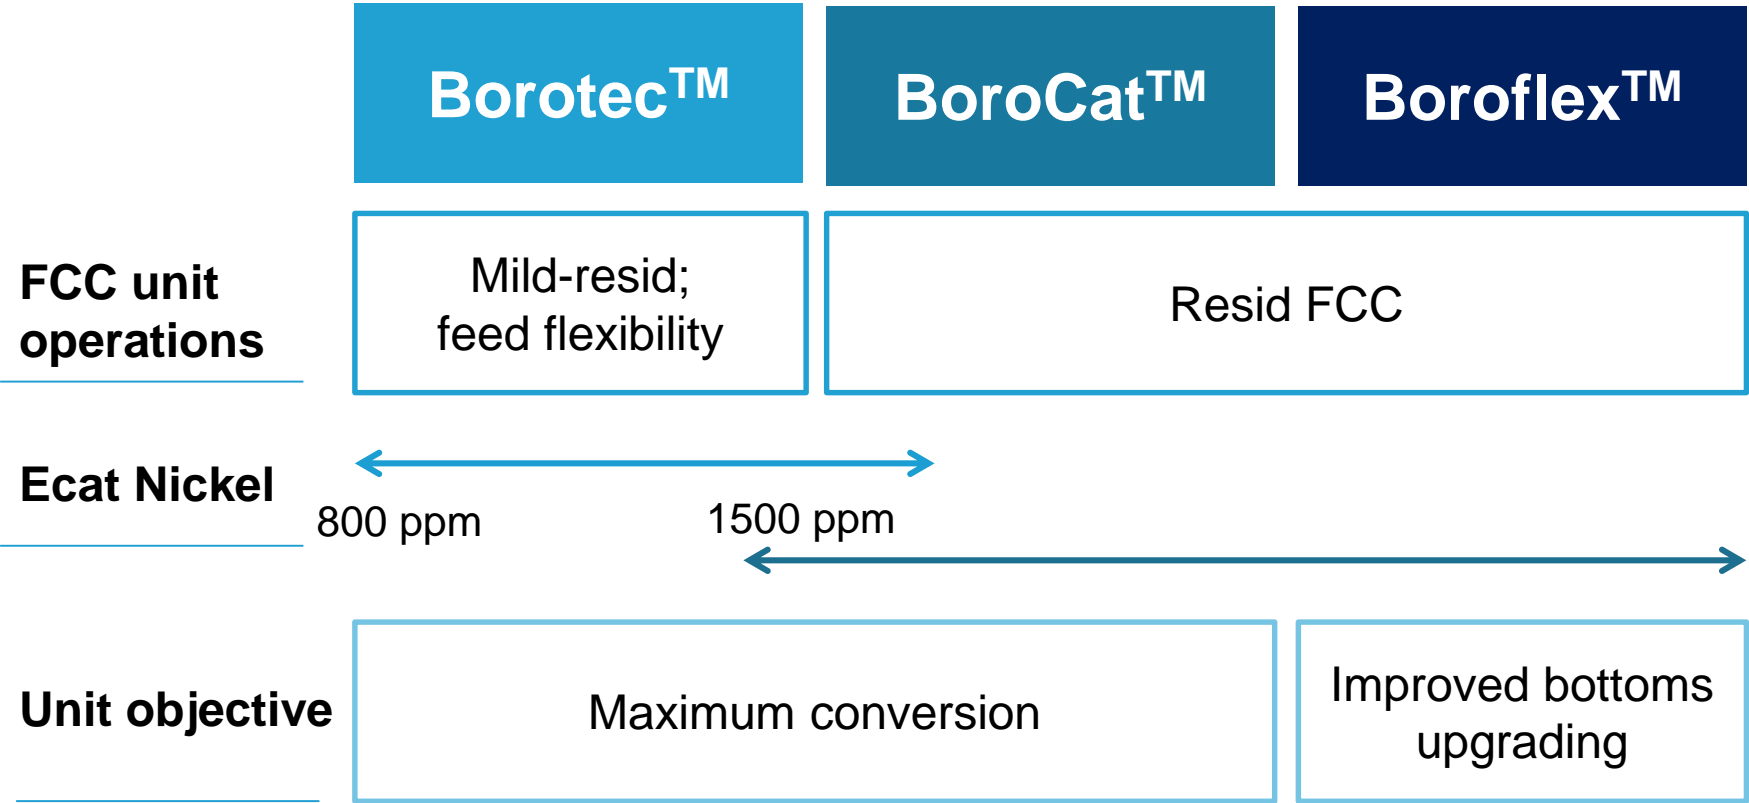 Borotec™
BoroCat™
Boroflex™
FCC unit
operations
Mild-resid;
feed flexibility
Resid FCC
Ecat Nickel
800 ppm
1500 ppm
Unit objective
Maximum conversion
Improved bottoms
upgrading